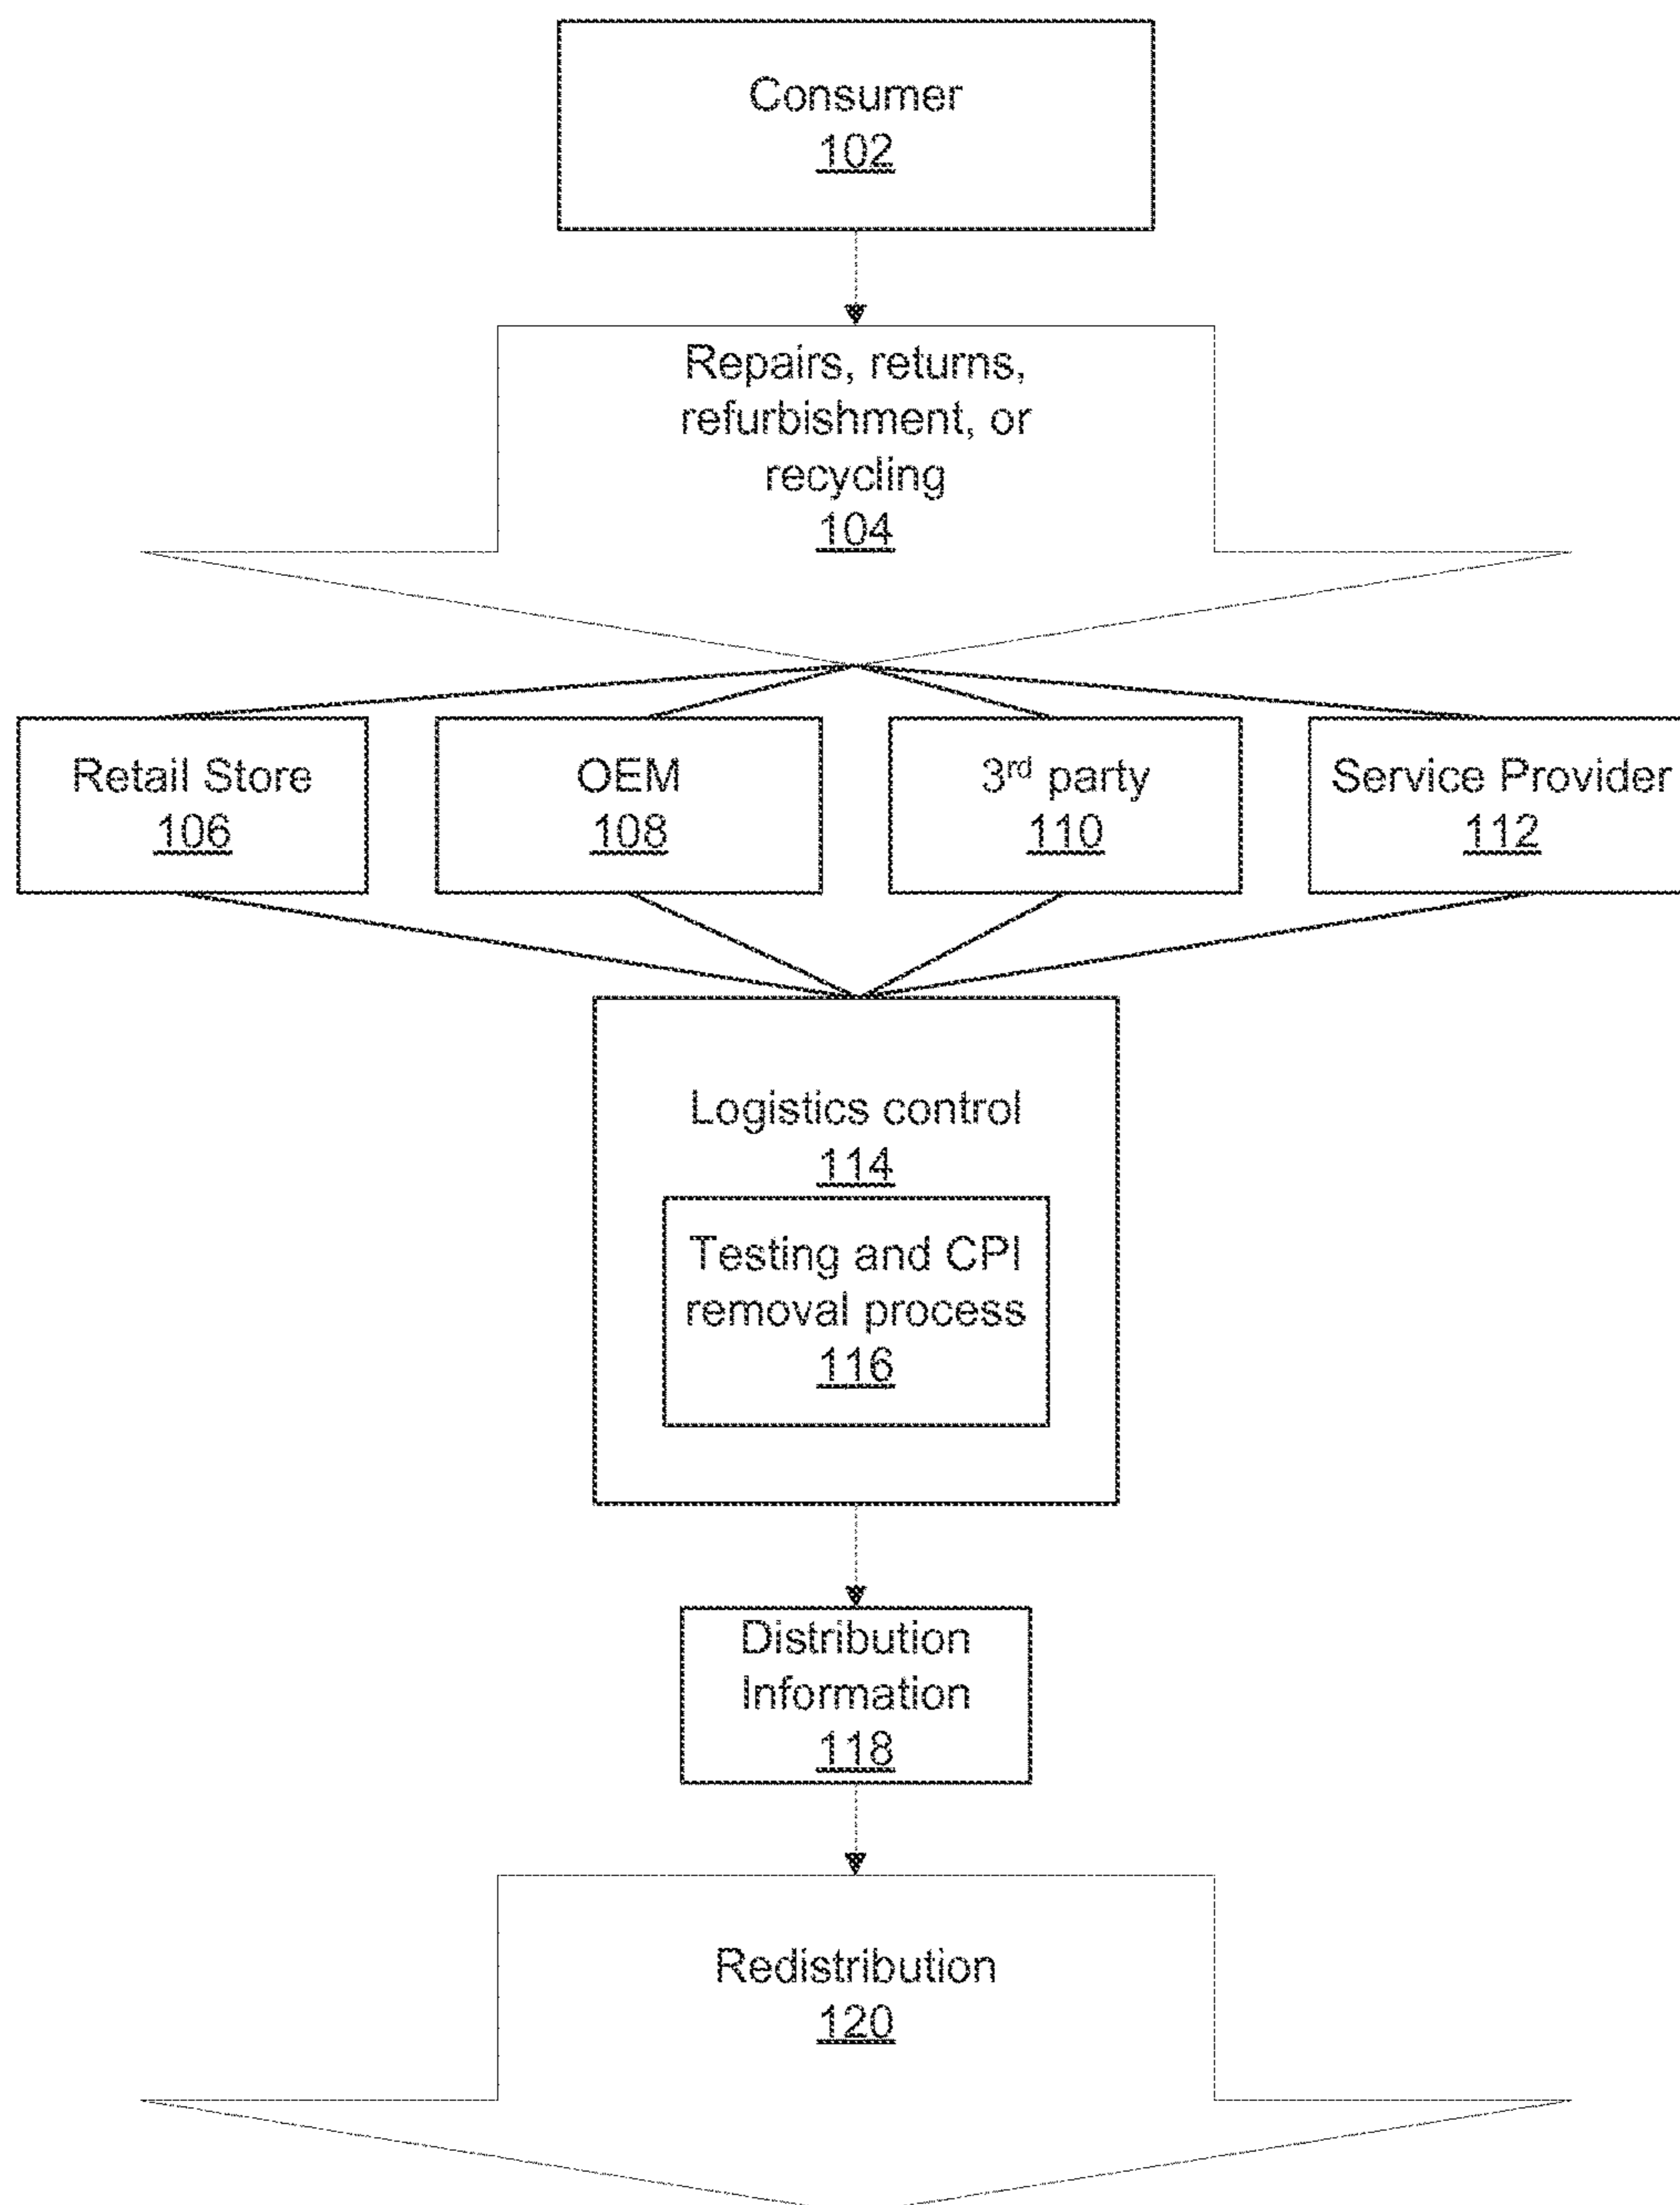 Consumer
102
Repairs, returns,
refurbishment, or
recycling
104
Retail Store
106
OEM
108
3rd party
110
Service Provider
112
Logistics control
114
Testing and CPI
removal process
116
Distribution
Information
118
Redistribution
120